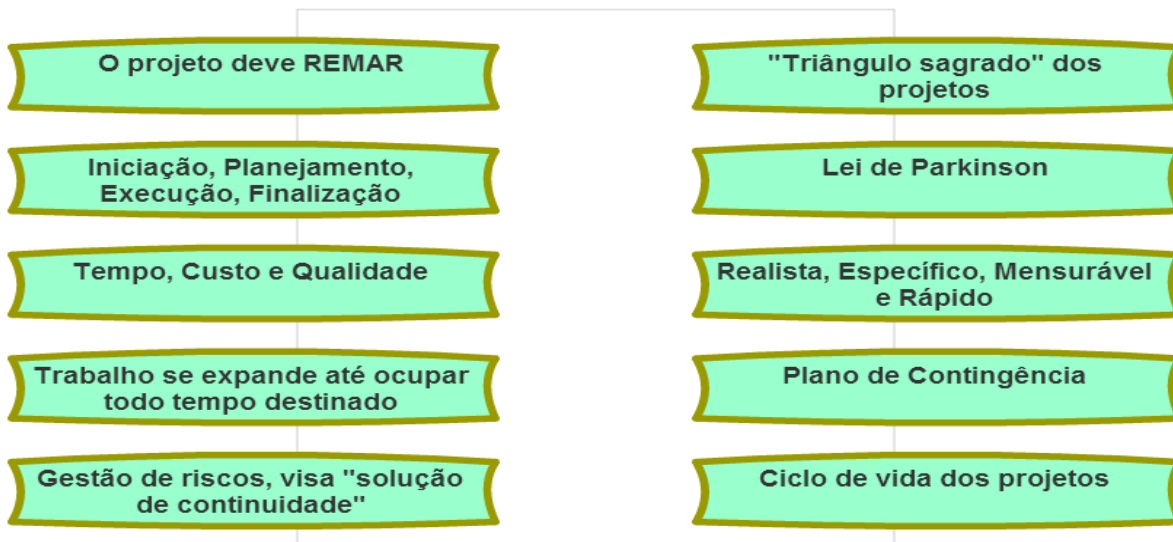 O projeto deve REMAR
Iniciação, Planejamento,
Execução, Finalização
Tempo, Custo e Qualidade
Trabalho se expande até ocupar
todo tempo destinado
Gestão de riscos, visa "solução
de continuidade"
"Triângulo sagrado" dos
projetos
Lei de Parkinson
Realista, Específico, Mensurável
e Rápido
Plano de Contingência
Ciclo de vida dos projetos